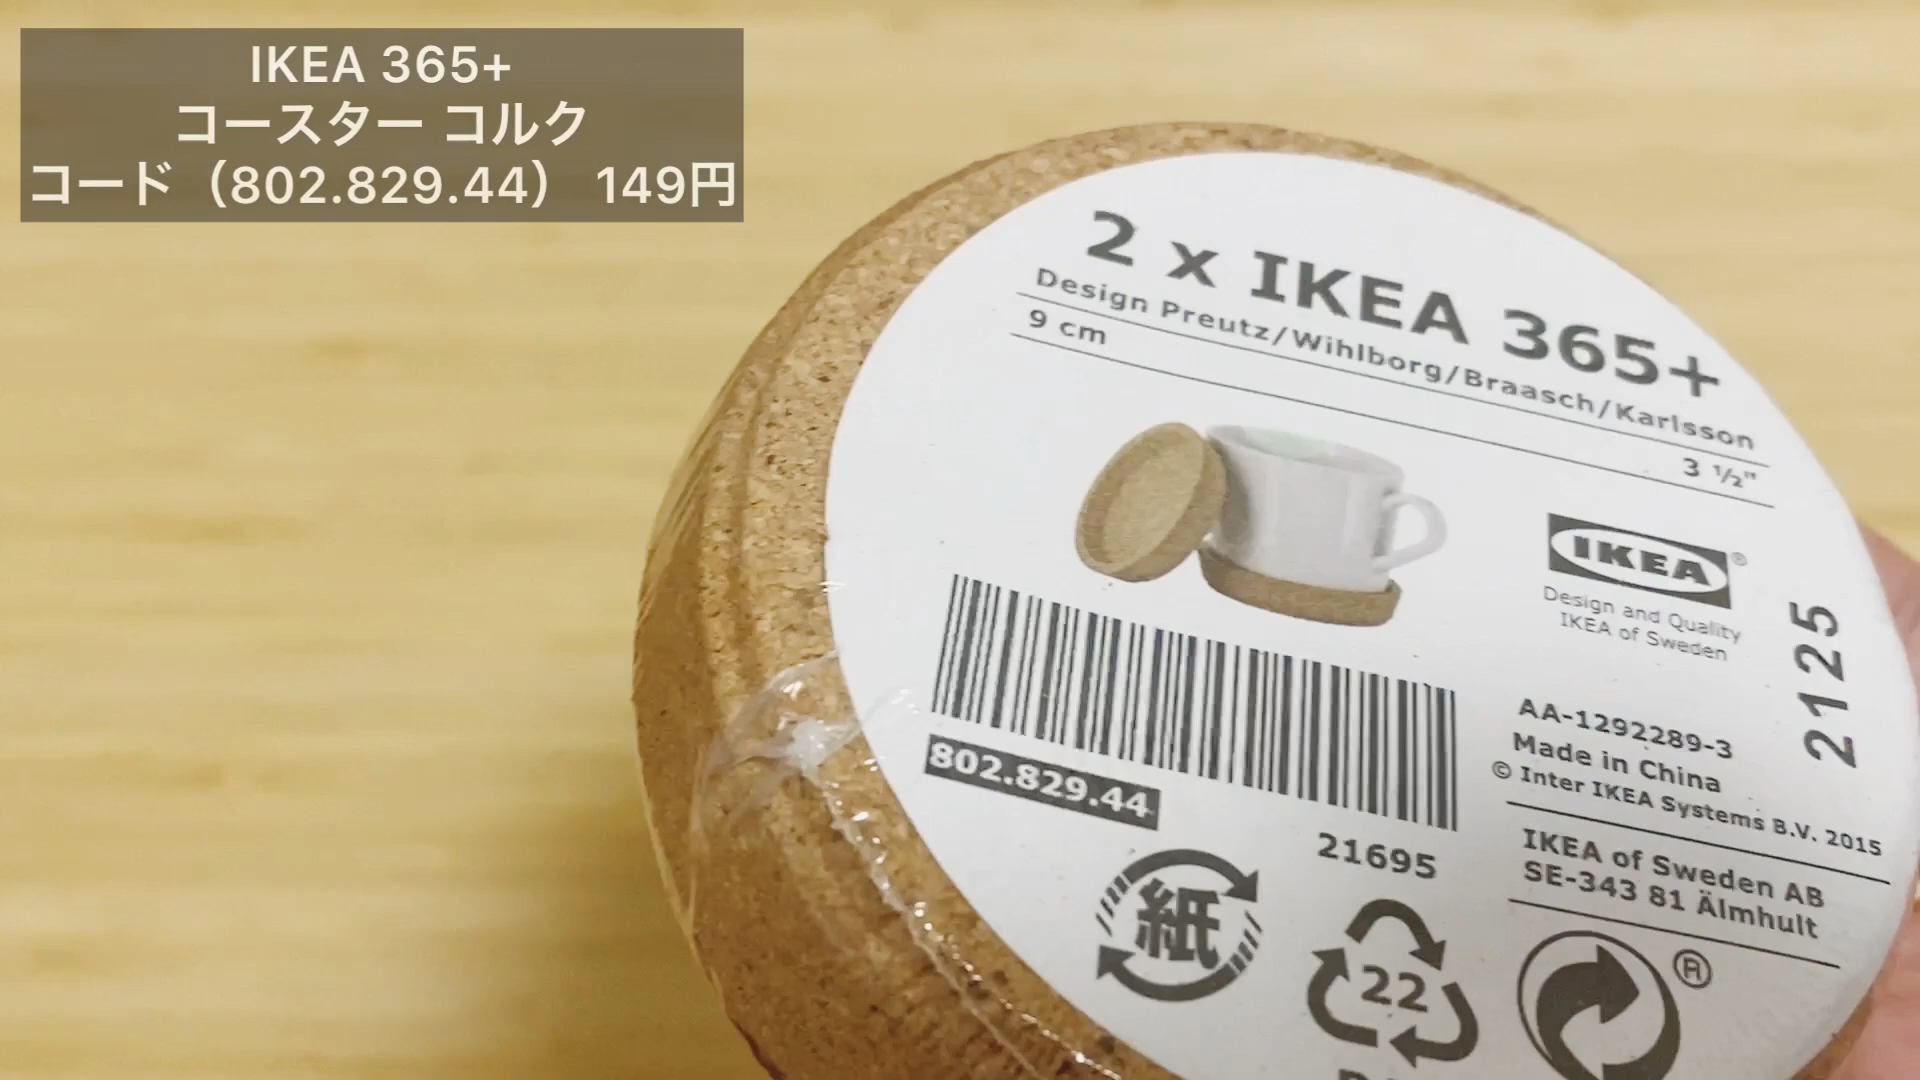 IKEA 365+
コースター コルク
コード（802.829.44） 149円
2 x IKEA 365+
Design Preutz/Wihlborg/Braasch/Karlsson
9 cm
3 ½"
IKEA®
Design and Quality
IKEA of Sweden
2125
AA-1292289-3
Made in China
© Inter IKEA Systems B.V. 2015
802.829.44
21695
IKEA of Sweden AB
SE-343 81 Älmhult
紙
22
®